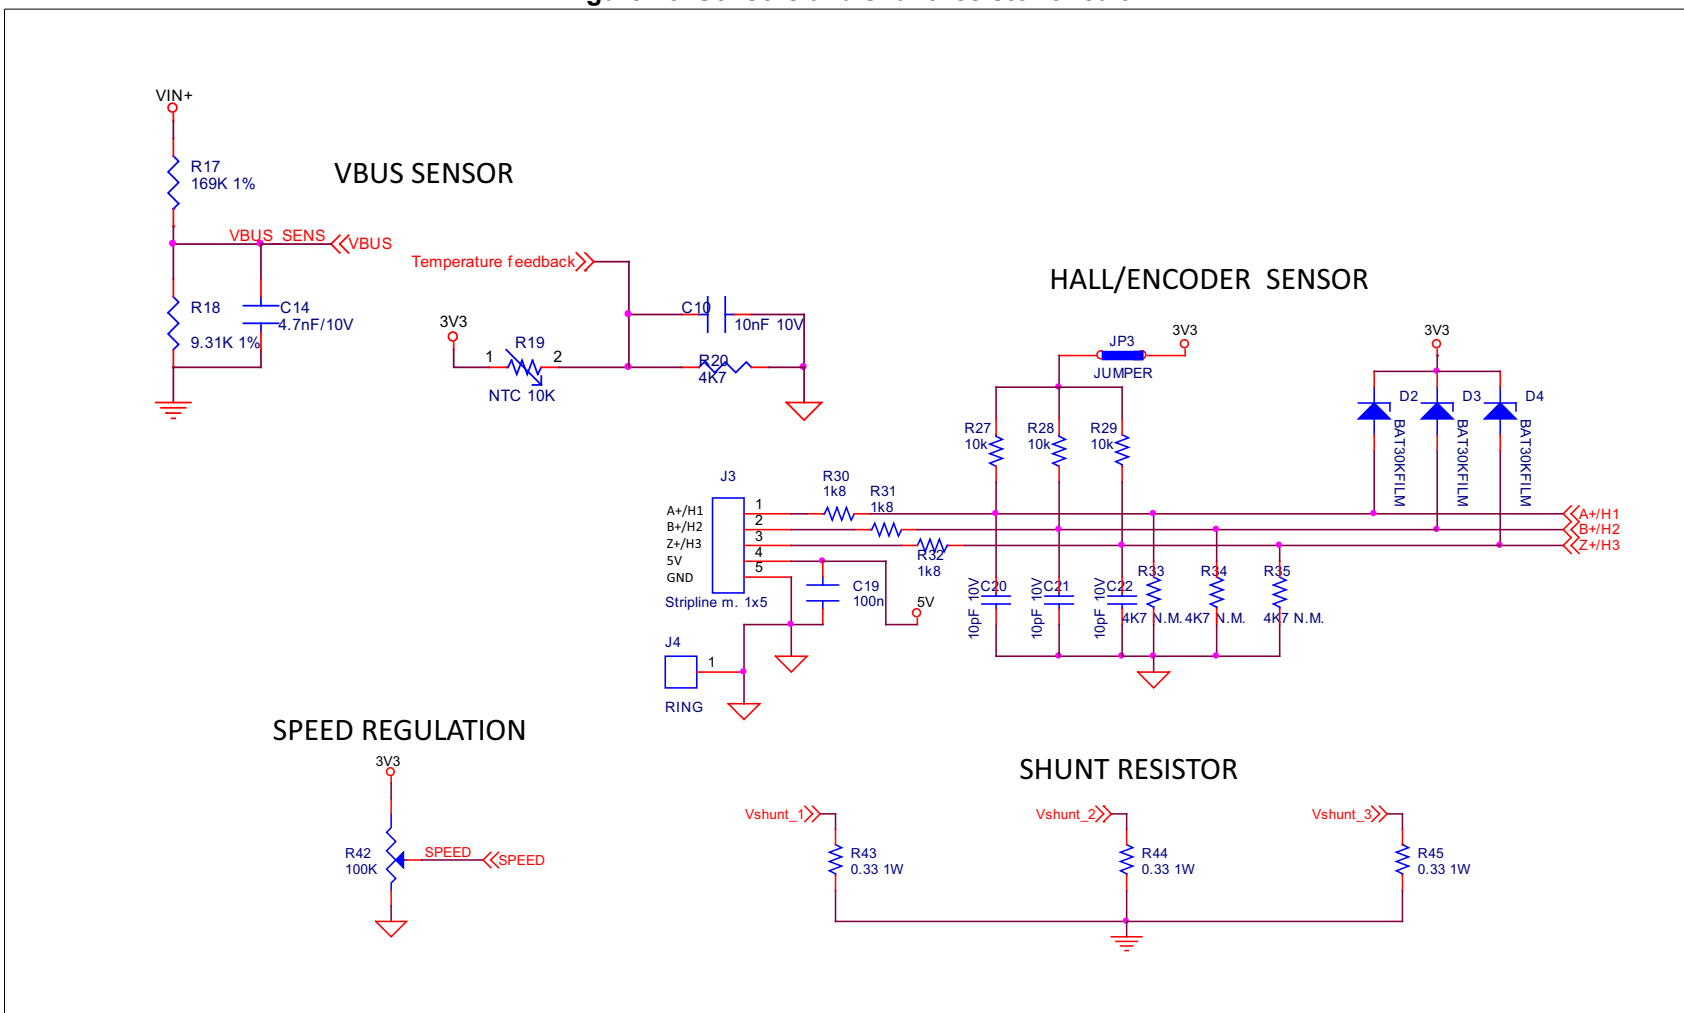 VIN+
R17
169K 1%
VBUS SENSOR
VBUS_SENS
VBUS
R18
9.31K 1%
C14
4.7nF/10V
Temperature feedback
C10
10nF 10V
3V3
R19
1
2
NTC 10K
R20
4K7
HALL/ENCODER SENSOR
JP3
JUMPER
3V3
3V3
D2
D3
D4
BAT30KFILM
BAT30KFILM
BAT30KFILM
R27
10k
R28
10k
R29
10k
J3
R30
1k8
R31
1k8
R32
1k8
A+/H1
B+/H2
Z+/H3
5V
GND
1
2
3
4
5
Stripline m. 1x5
A+/H1
B+/H2
Z+/H3
C19
100n
5V
C20
10pF 10V
C21
10pF 10V
C22
10pF 10V
R33
4K7 N.M.
R34
4K7 N.M.
R35
4K7 N.M.
J4
1
RING
SPEED REGULATION
3V3
R42
100K
SPEED
SPEED
SHUNT RESISTOR
Vshunt_1
Vshunt_2
Vshunt_3
R43
0.33 1W
R44
0.33 1W
R45
0.33 1W